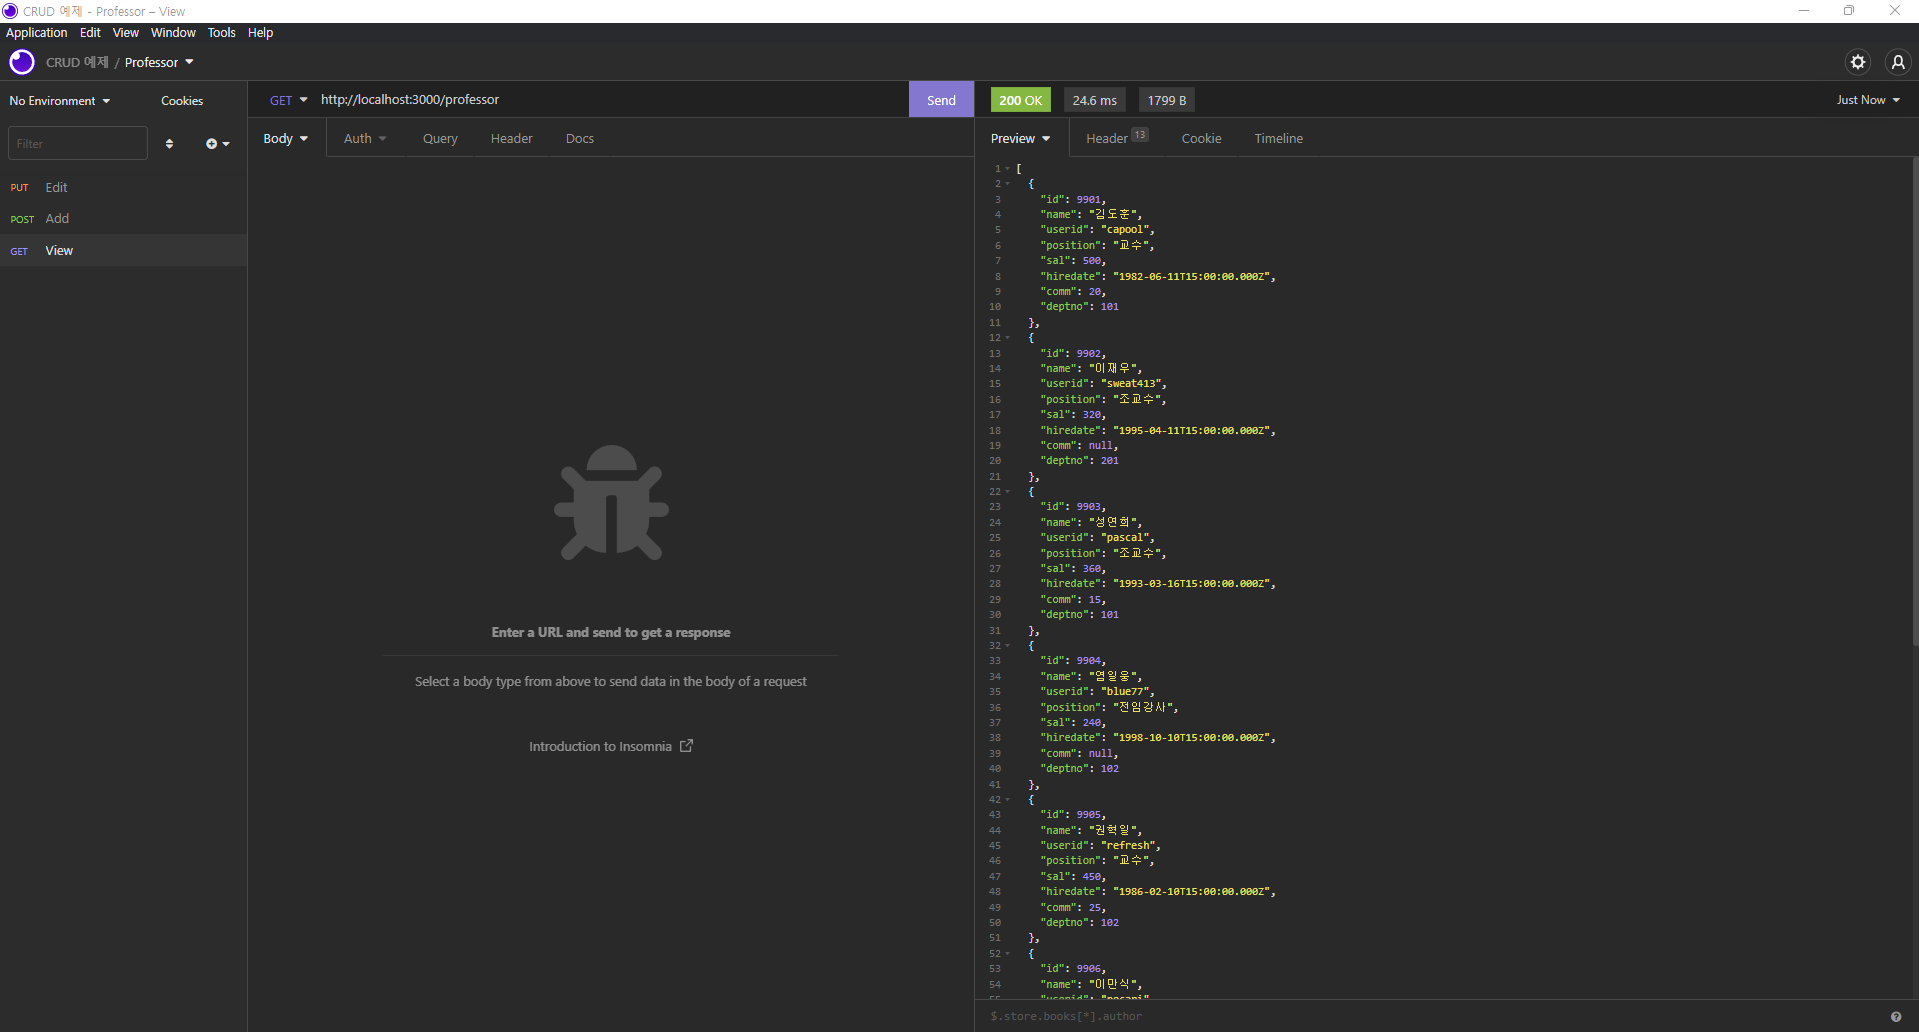 CRUD 예제 - Professor – View
Application Edit View Window Tools Help
CRUD 예제 / Professor
No Environment Cookies
Filter
PUT Edit
POST Add
GET View
GET http://localhost:3000/professor Send
Body Auth Query Header Docs
Enter a URL and send to get a response
Select a body type from above to send data in the body of a request
Introduction to Insomnia
200 OK 24.6 ms 1799 B Just Now
Preview Header 13 Cookie Timeline
1 [
2 {
3 "id": 9901,
4 "name": "김도훈",
5 "userid": "capool",
6 "position": "교수",
7 "sal": 500,
8 "hiredate": "1982-06-11T15:00:00.000Z",
9 "comm": 20,
10 "deptno": 101
11 },
12 {
13 "id": 9902,
14 "name": "이재우",
15 "userid": "sweat413",
16 "position": "조교수",
17 "sal": 320,
18 "hiredate": "1995-04-11T15:00:00.000Z",
19 "comm": null,
20 "deptno": 201
21 },
22 {
23 "id": 9903,
24 "name": "성연희",
25 "userid": "pascal",
26 "position": "조교수",
27 "sal": 360,
28 "hiredate": "1993-03-16T15:00:00.000Z",
29 "comm": 15,
30 "deptno": 101
31 },
32 {
33 "id": 9904,
34 "name": "염일웅",
35 "userid": "blue77",
36 "position": "전임강사",
37 "sal": 240,
38 "hiredate": "1998-10-10T15:00:00.000Z",
39 "comm": null,
40 "deptno": 102
41 },
42 {
43 "id": 9905,
44 "name": "권혁일",
45 "userid": "refresh",
46 "position": "교수",
47 "sal": 450,
48 "hiredate": "1986-02-10T15:00:00.000Z",
49 "comm": 25,
50 "deptno": 102
51 },
52 {
53 "id": 9906,
54 "name": "이만식",
$.store.books[*].author